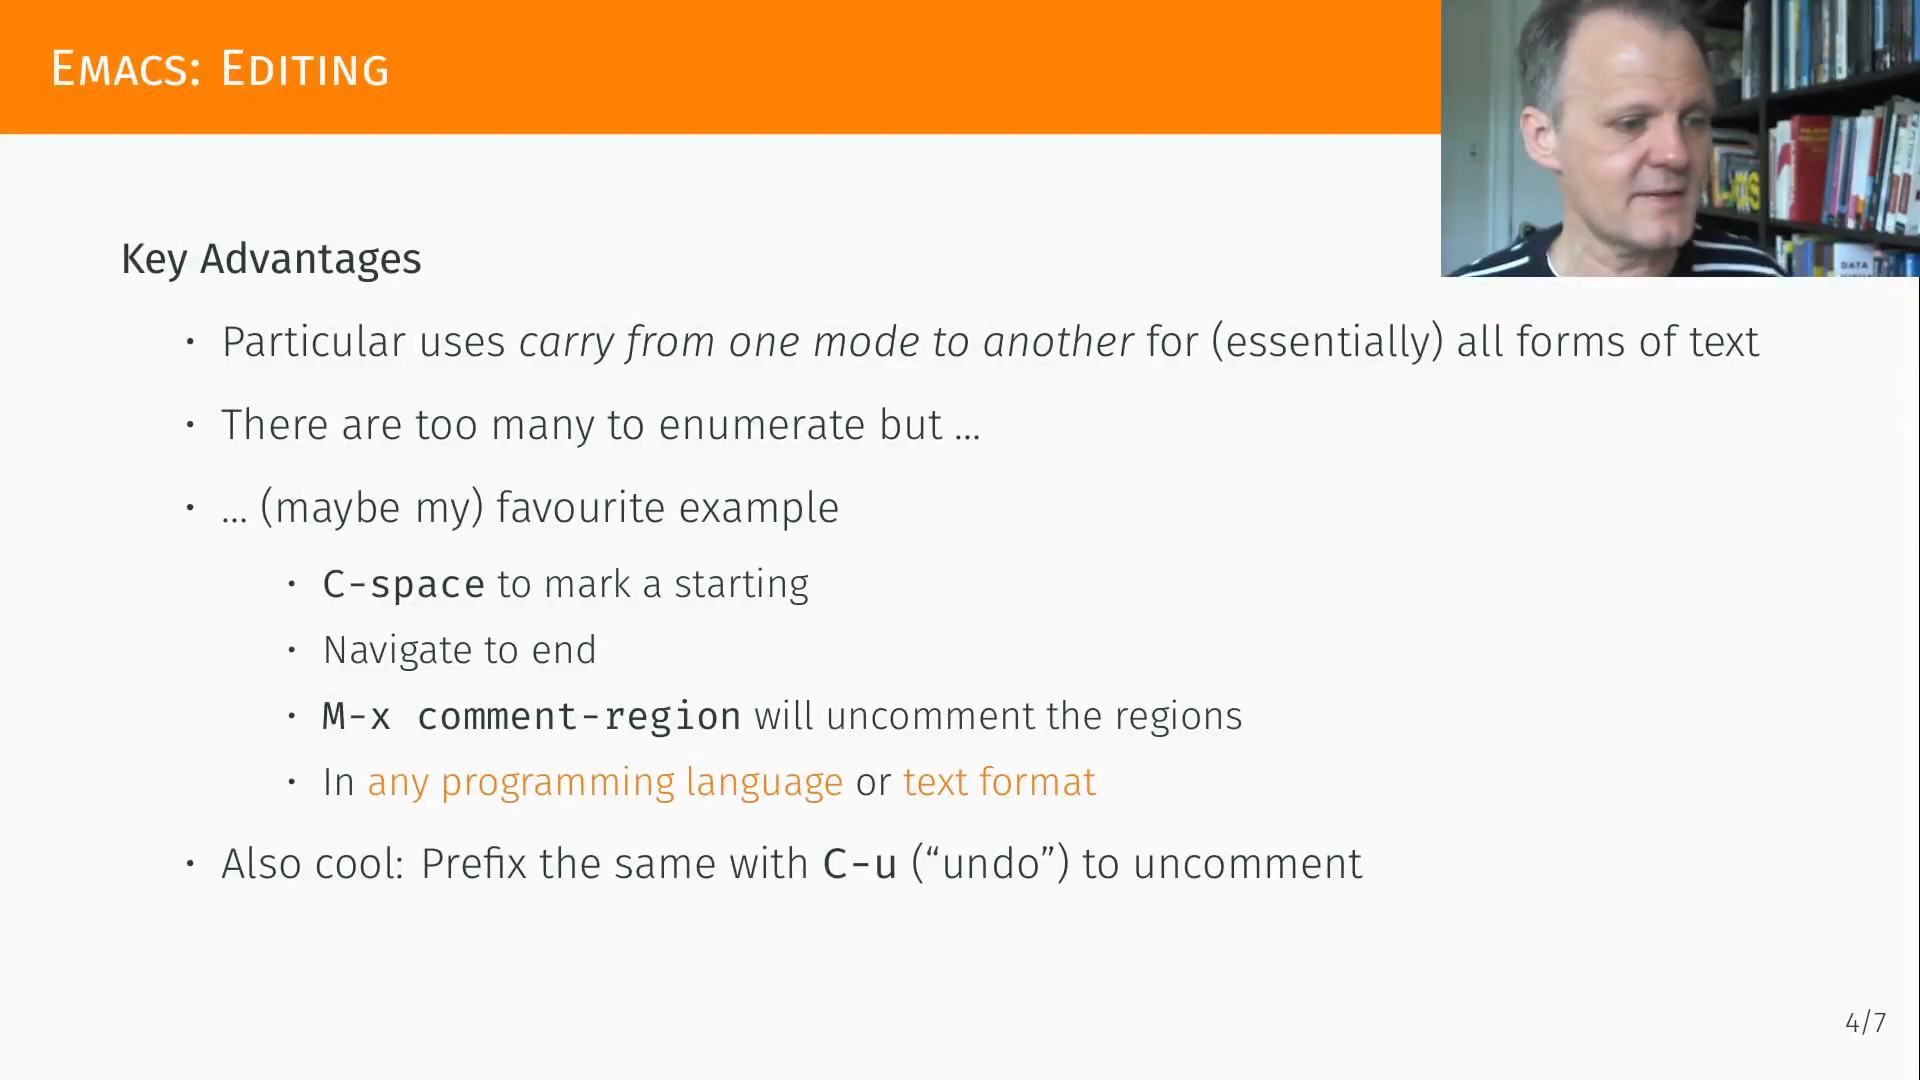 EMACS: EDITING
Key Advantages
• Particular uses carry from one mode to another for (essentially) all forms of text
• There are too many to enumerate but ...
• ... (maybe my) favourite example
• C-space to mark a starting
• Navigate to end
• M-x comment-region will uncomment the regions
• In any programming language or text format
• Also cool: Prefix the same with C-u (“undo”) to uncomment
DATA
4/7